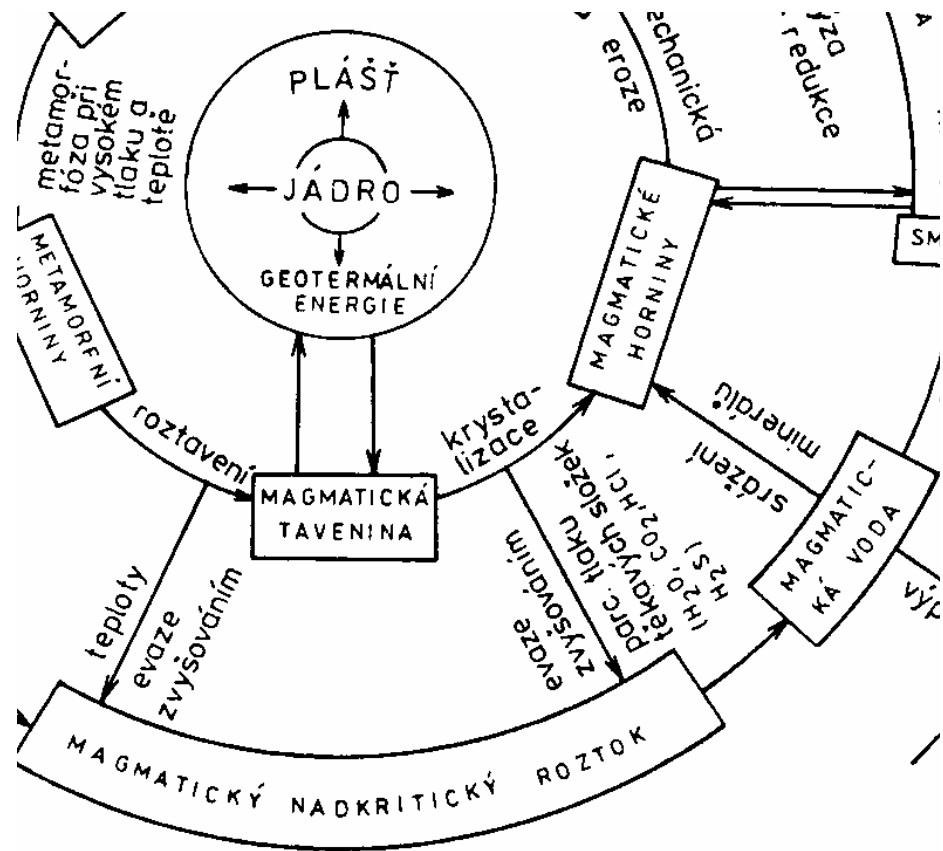 PLÁŠŤ
JÁDRO
GEOTERMÁLNÍ
ENERGIE
metamor-
fóza při
vysokém
tlaku a
teplotě
eroze
redukce
METAMORFNÍ
MAGMATICKÉ
HORNINY
roztavení
MAGMATICKÁ
TAVENINA
krysta-
lizace
srážení
minerálů
MAGMATIC-
KÁ VODA
teploty
evaze
zvyšováním
evaze
zvyšováním
parc. tlaku
těkavých složek
(H2O, CO2, HCl,
H2S)
MAGMATICKÝ NADKRITICKÝ ROZTOK